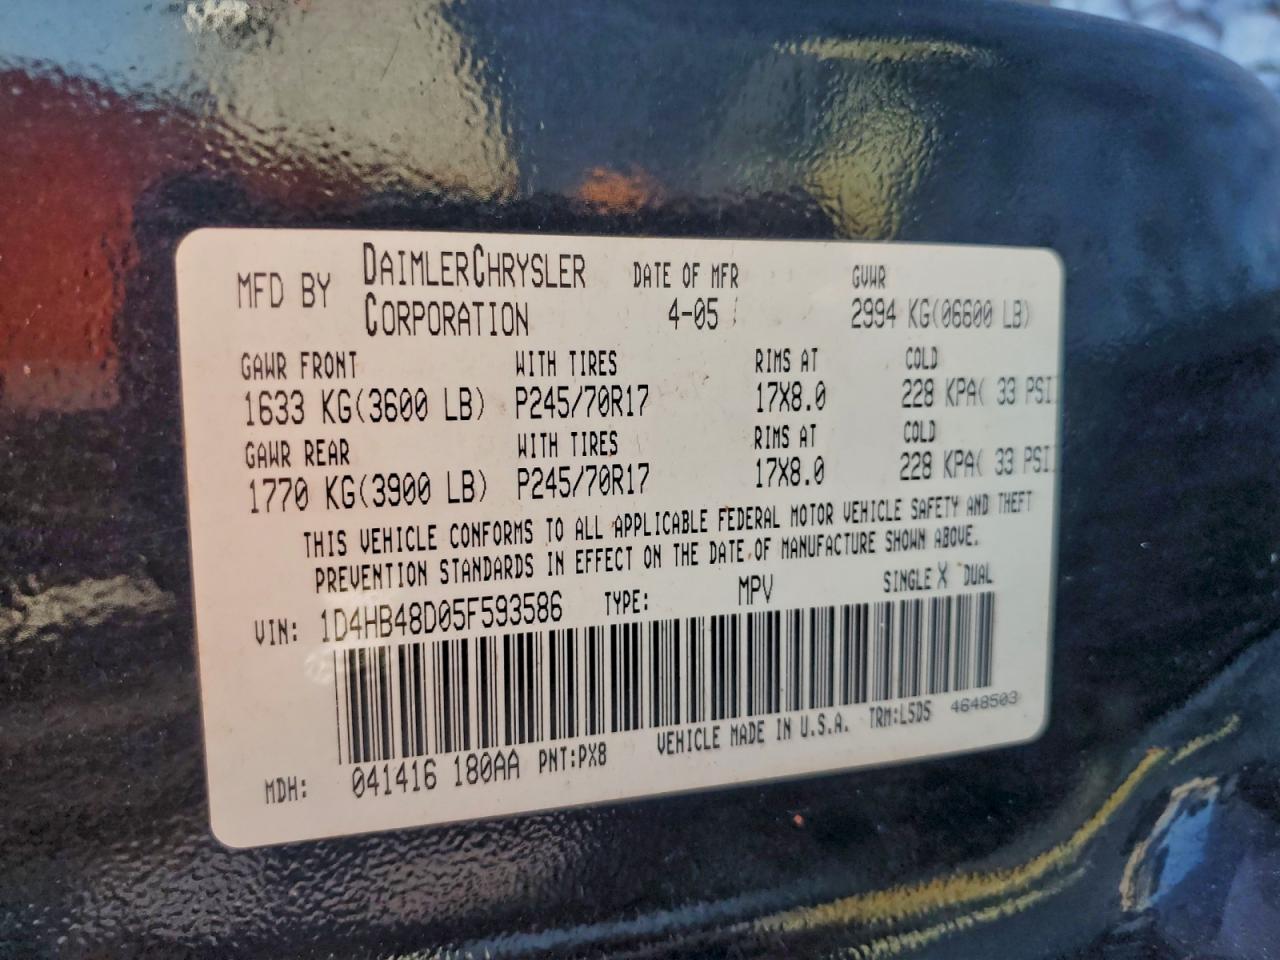 MFD BY DAIMLERCHRYSLER CORPORATION DATE OF MFR 4-05 GVWR 2994 KG(06600 LB)
GAWR FRONT WITH TIRES RIMS AT COLD
1633 KG(3600 LB) P245/70R17 17X8.0 228 KPA( 33 PSI
GAWR REAR WITH TIRES RIMS AT COLD
1770 KG(3900 LB) P245/70R17 17X8.0 228 KPA( 33 PSI
THIS VEHICLE CONFORMS TO ALL APPLICABLE FEDERAL MOTOR VEHICLE SAFETY AND THEFT
PREVENTION STANDARDS IN EFFECT ON THE DATE OF MANUFACTURE SHOWN ABOVE.
VIN: 1D4HB48D05F593586 TYPE: MPV SINGLE X DUAL
MDH: 041416 180AA PNT:PX8 VEHICLE MADE IN U.S.A. TRM:L5D5 4648503